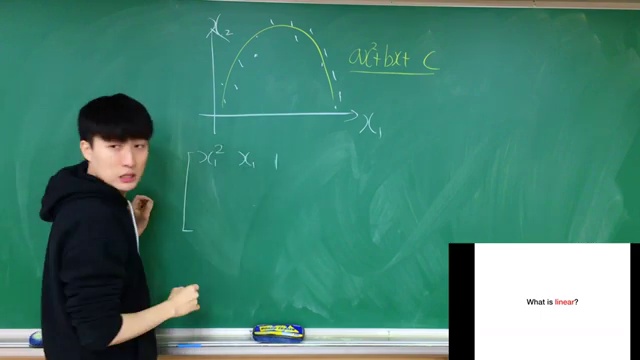 x₂
ax²+bx+ c
x₁
x₁² x₁ 1
What is linear?